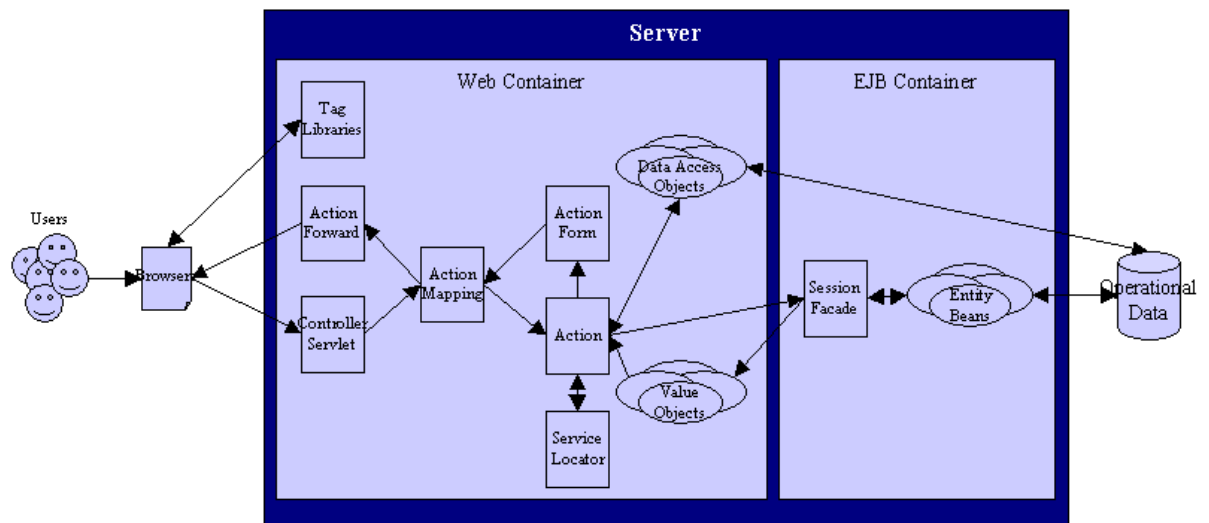 Server
Web Container
EJB Container
Tag
Libraries
Data Access
Objects
Users
Action
Forward
Action
Form
Browsers
Action
Mapping
Session
Facade
Entity
Beans
Operational
Data
Controller
Servlet
Action
Value
Objects
Service
Locator